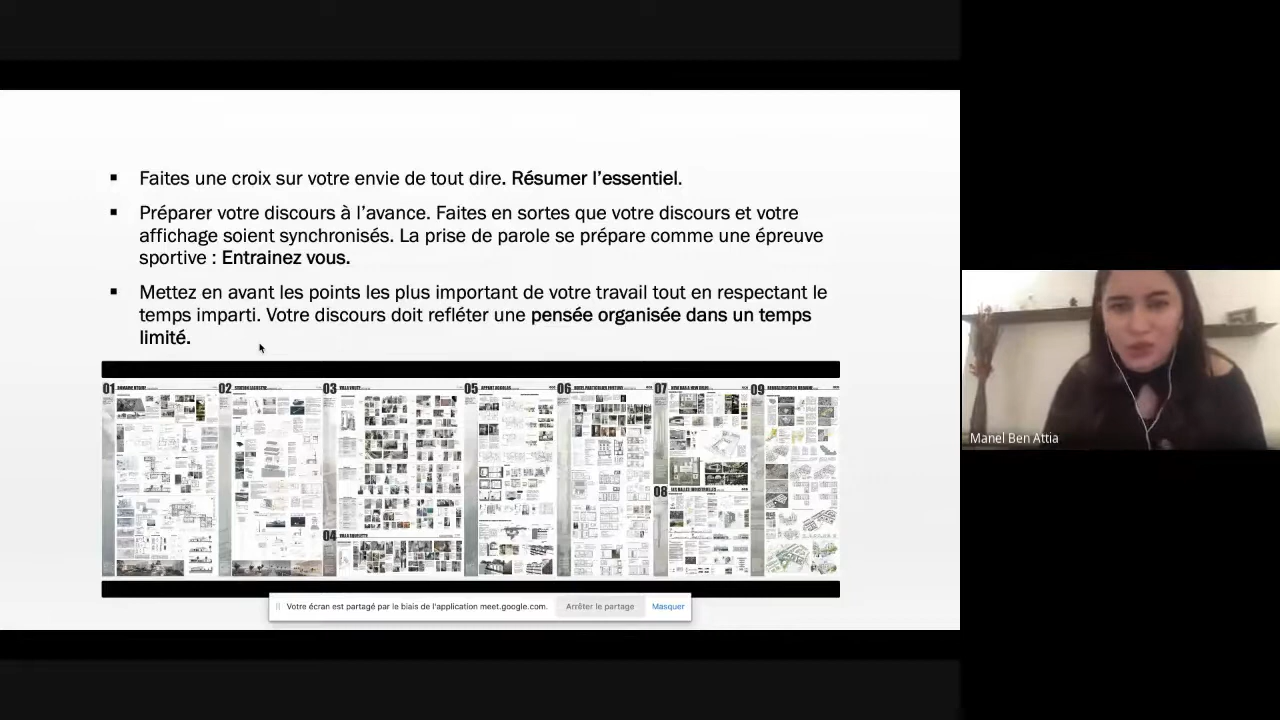 Faites une croix sur votre envie de tout dire. Résumer l'essentiel.
Préparer votre discours à l'avance. Faites en sortes que votre discours et votre
affichage soient synchronisés. La prise de parole se prépare comme une épreuve
sportive : Entrainez vous.
Mettez en avant les points les plus important de votre travail tout en respectant le
temps imparti. Votre discours doit refléter une pensée organisée dans un temps
limité.
01
02
03
04
05
06
07
08
09
Votre écran est partagé par le biais de l'application meet.google.com.
Arrêter le partage
Masquer
Manel Ben Attia